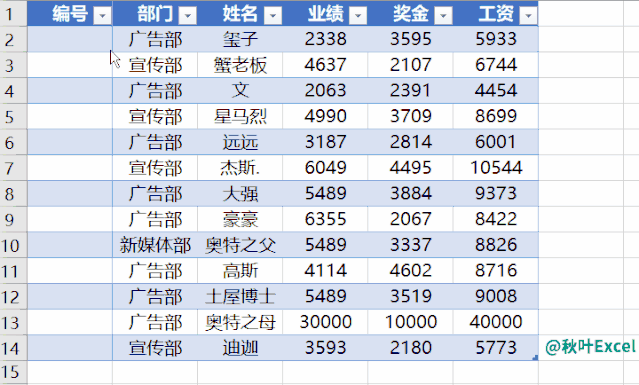 1 编号 部门 姓名 业绩 奖金 工资
2 广告部 玺子 2338 3595 5933
3 宣传部 蟹老板 4637 2107 6744
4 广告部 文 2063 2391 4454
5 宣传部 星马烈 4990 3709 8699
6 广告部 远远 3187 2814 6001
7 宣传部 杰斯. 6049 4495 10544
8 广告部 大强 5489 3884 9373
9 广告部 豪豪 6355 2067 8422
10 新媒体部 奥特之父 5489 3337 8826
11 广告部 高斯 4114 4602 8716
12 广告部 土屋博士 5489 3519 9008
13 广告部 奥特之母 30000 10000 40000
14 宣传部 迪迦 3593 2180 5773 @秋叶Excel
15